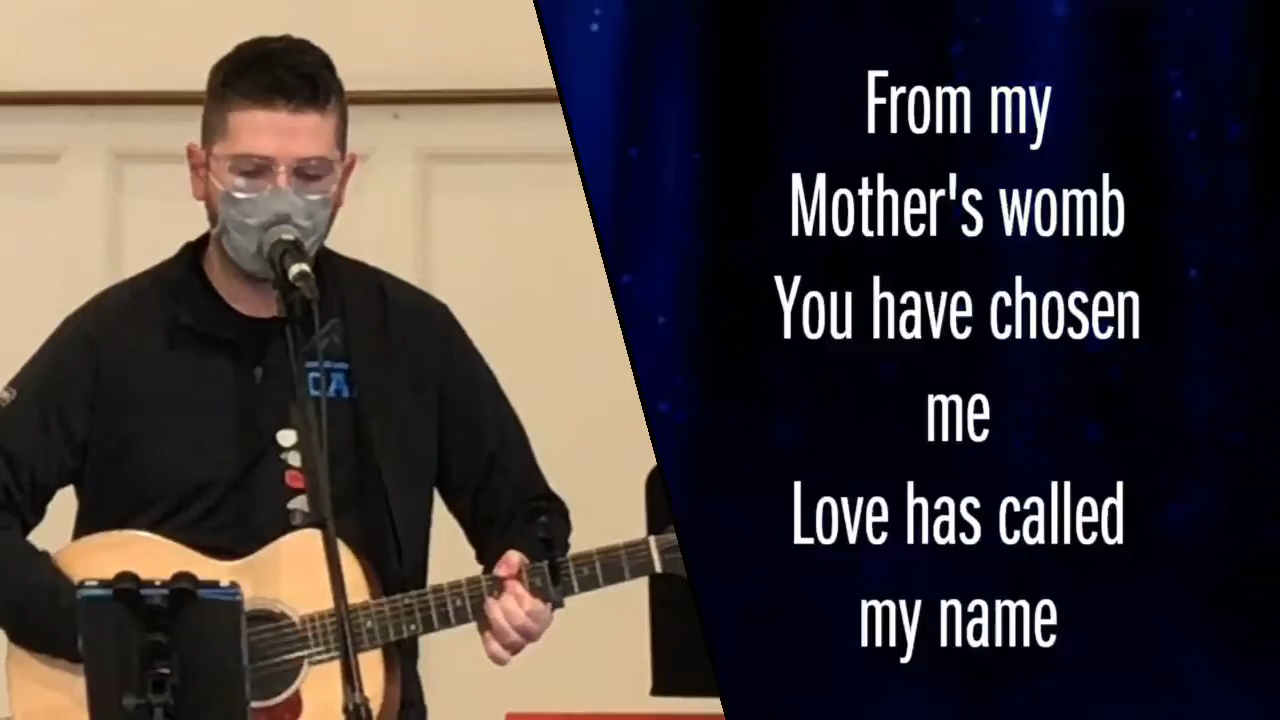 From my
Mother's womb
You have chosen
me
Love has called
my name